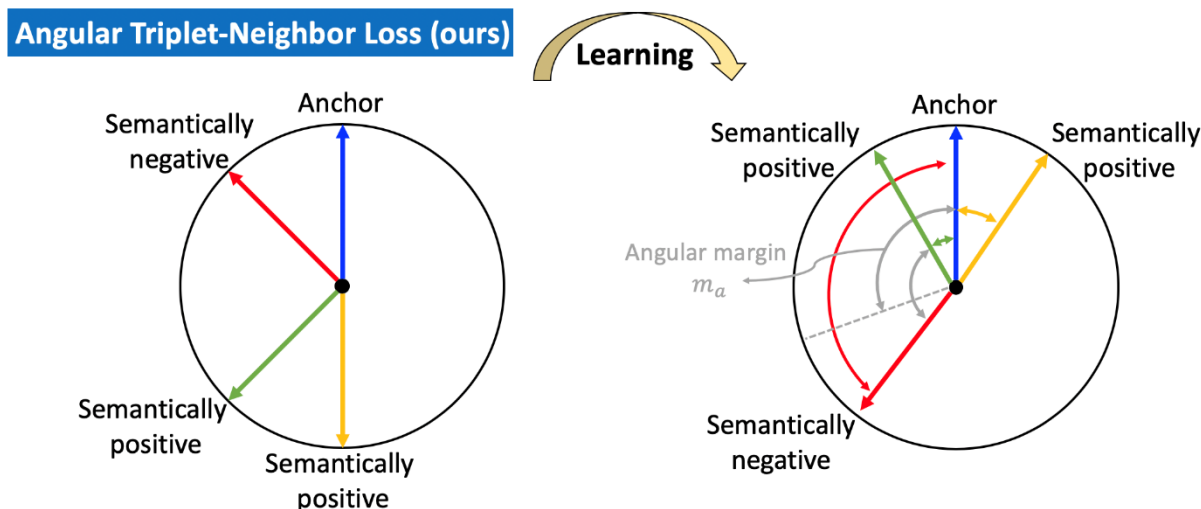 Angular Triplet-Neighbor Loss (ours)
Learning
Anchor
Semantically
negative
Semantically
positive
Semantically
positive
Anchor
Semantically
positive
Semantically
positive
Angular margin
mₐ
Semantically
negative